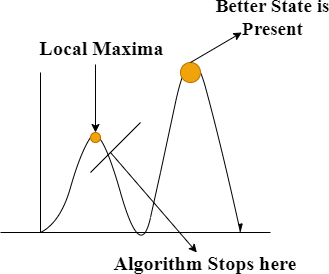 Better State is
Present
Local Maxima
Algorithm Stops here